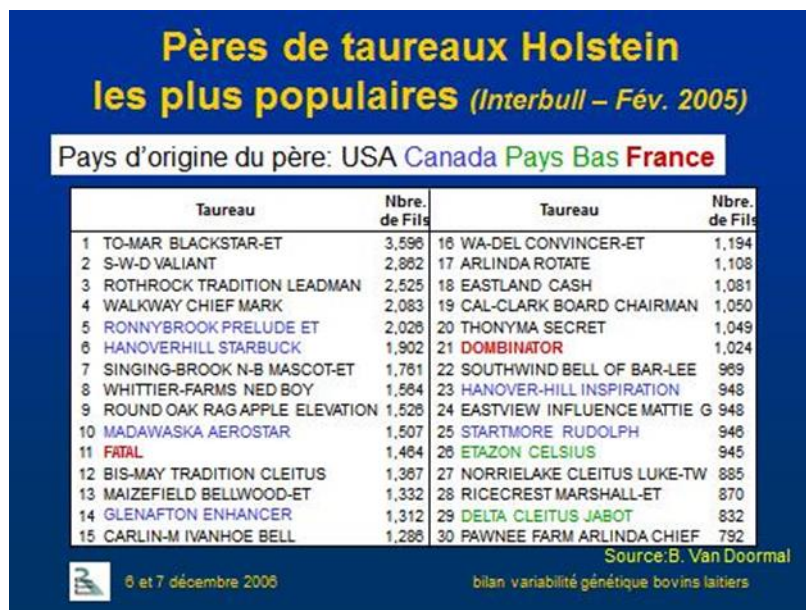 Pères de taureaux Holstein
les plus populaires (Interbull – Fév. 2005)
Pays d'origine du père: USA Canada Pays Bas France
Taureau Nbre. de Fils
1 TO-MAR BLACKSTAR-ET 3,596
2 S-W-D VALIANT 2,862
3 ROTHROCK TRADITION LEADMAN 2,525
4 WALKWAY CHIEF MARK 2,083
5 RONNYBROOK PRELUDE ET 2,026
6 HANOVERHILL STARBUCK 1,902
7 SINGING-BROOK N-B MASCOT-ET 1,761
8 WHITTIER-FARMS NED BOY 1,564
9 ROUND OAK RAG APPLE ELEVATION 1,526
10 MADAWASKA AEROSTAR 1,507
11 FATAL 1,464
12 BIS-MAY TRADITION CLEITUS 1,367
13 MAIZEFIELD BELLWOOD-ET 1,332
14 GLENAFTON ENHANCER 1,312
15 CARLIN-M IVANHOE BELL 1,286
Taureau Nbre. de Fils
16 WA-DEL CONVINCER-ET 1,194
17 ARLINDA ROTATE 1,108
18 EASTLAND CASH 1,081
19 CAL-CLARK BOARD CHAIRMAN 1,050
20 THONYMA SECRET 1,049
21 DOMBINATOR 1,024
22 SOUTHWIND BELL OF BAR-LEE 969
23 HANOVER-HILL INSPIRATION 948
24 EASTVIEW INFLUENCE MATTIE G 948
25 STARTMORE RUDOLPH 946
26 ETAZON CELSIUS 945
27 NORRIELAKE CLEITUS LUKE-TW 885
28 RICECREST MARSHALL-ET 870
29 DELTA CLEITUS JABOT 832
30 PAWNEE FARM ARLINDA CHIEF 792
Source:B. Van Doormal
6 et 7 décembre 2006
bilan variabilité génétique bovins laitiers